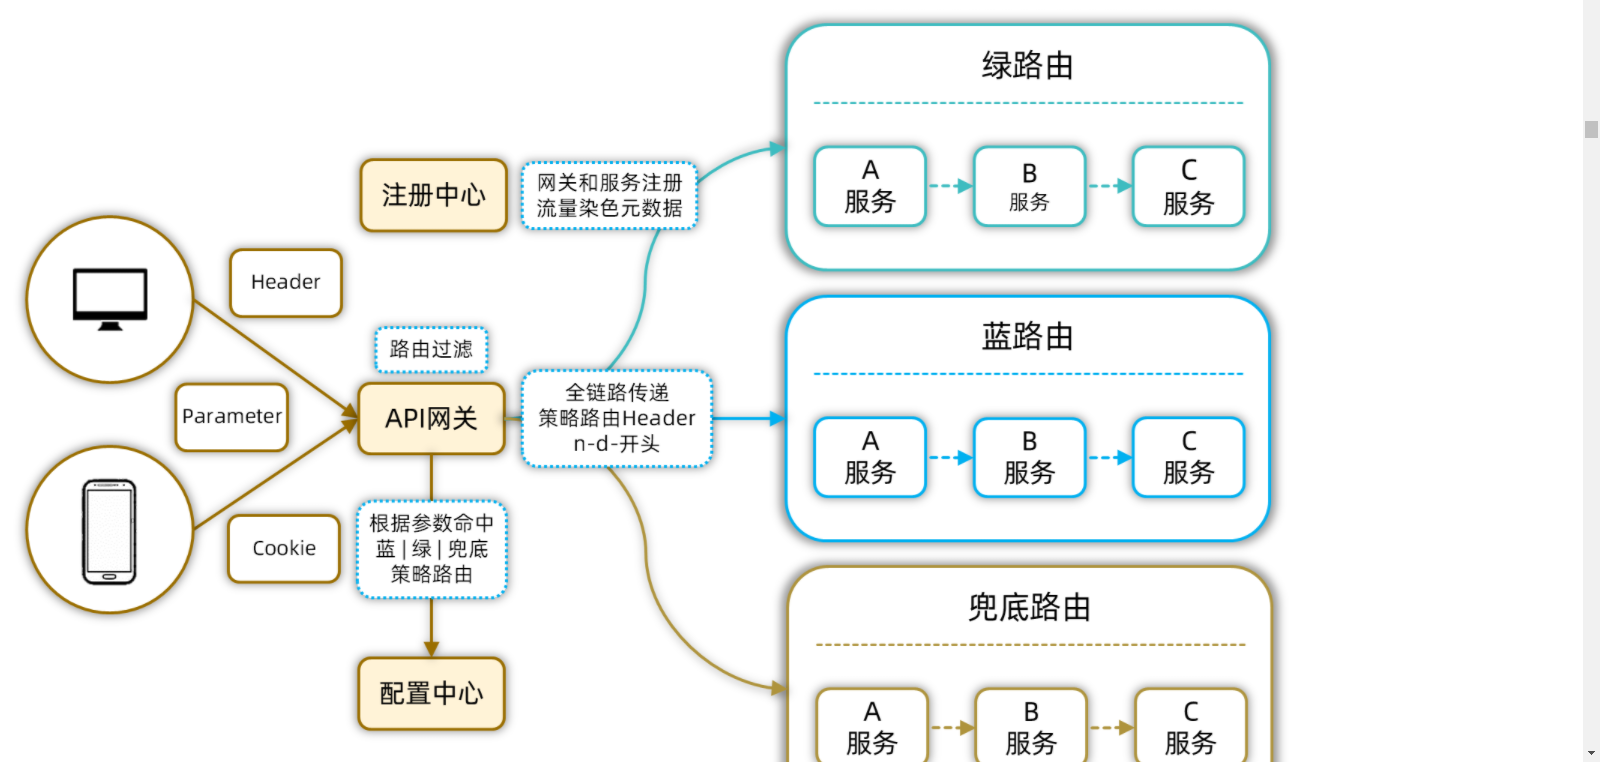 绿路由
A
服务
B
服务
C
服务
注册中心
网关和服务注册
流量染色元数据
Header
路由过滤
Parameter
API网关
全链路传递
策略路由Header
n-d-开头
蓝路由
A
服务
B
服务
C
服务
Cookie
根据参数命中
蓝 | 绿 | 兜底
策略路由
配置中心
兜底路由
A
服务
B
服务
C
服务